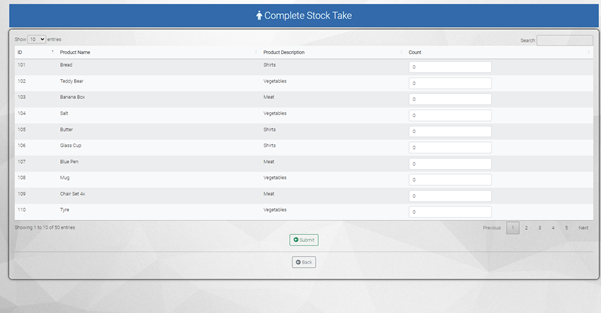 Complete Stock Take
Show 10 entries Search:
ID Product Name Product Description Count
101 Bread Shirts 0
102 Teddy Bear Vegetables 0
103 Banana Box Meat 0
104 Salt Vegetables 0
105 Butter Shirts 0
106 Glass Cup Shirts 0
107 Blue Pen Meat 0
108 Mug Vegetables 0
109 Chair Set 4x Meat 0
110 Tyre Vegetables 0
Showing 1 to 10 of 50 entries Previous 1 2 3 4 5 Next
Submit
Back